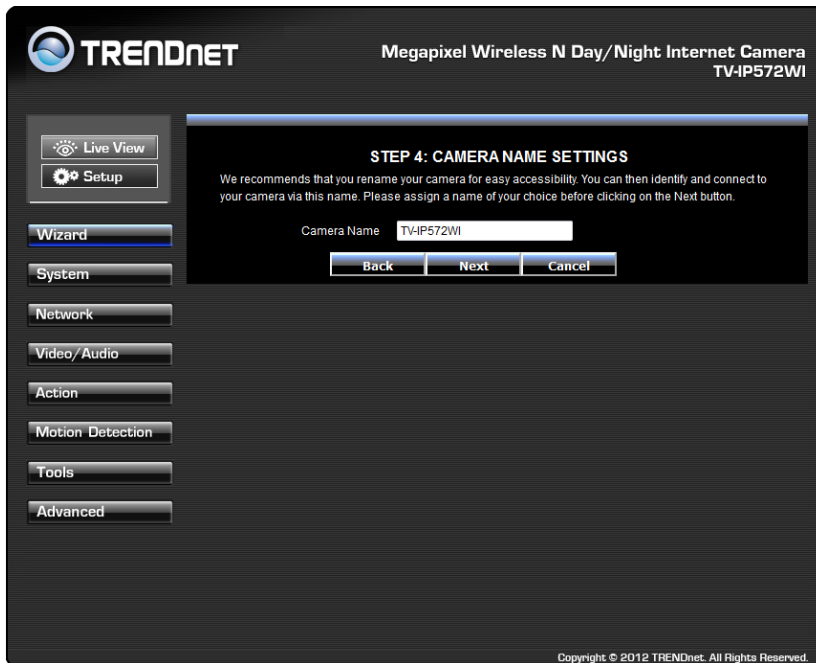 TRENDNET
Megapixel Wireless N Day/Night Internet Camera
TV-IP572WI
Live View
Setup
Wizard
System
Network
Video/Audio
Action
Motion Detection
Tools
Advanced
STEP 4: CAMERA NAME SETTINGS
We recommends that you rename your camera for easy accessibility. You can then identify and connect to
your camera via this name. Please assign a name of your choice before clicking on the Next button.
Camera Name TV-IP572WI
Back Next Cancel
Copyright © 2012 TRENDnet. All Rights Reserved.